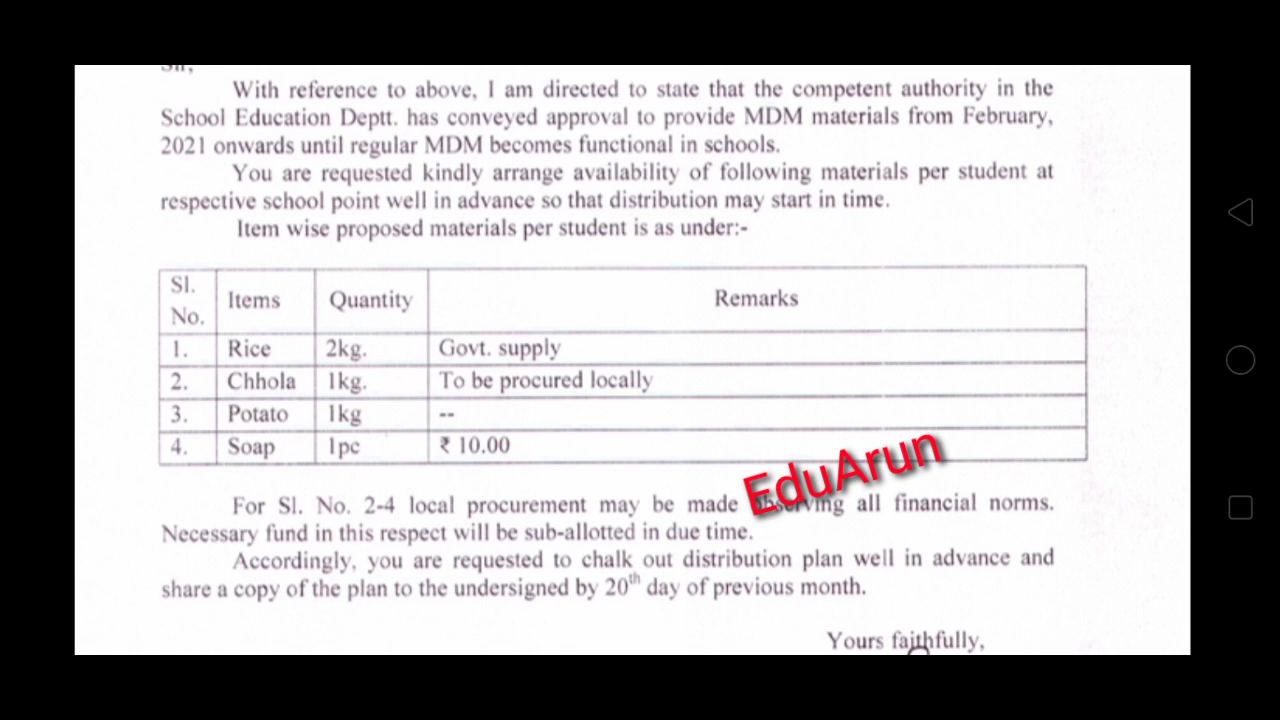 With reference to above, I am directed to state that the competent authority in the
School Education Deptt. has conveyed approval to provide MDM materials from February,
2021 onwards until regular MDM becomes functional in schools.
You are requested kindly arrange availability of following materials per student at
respective school point well in advance so that distribution may start in time.
Item wise proposed materials per student is as under:-
Sl. No. Items Quantity Remarks
1. Rice 2kg. Govt. supply
2. Chhola 1kg. To be procured locally
3. Potato 1kg --
4. Soap 1pc ₹ 10.00
EduArun
For Sl. No. 2-4 local procurement may be made observing all financial norms.
Necessary fund in this respect will be sub-allotted in due time.
Accordingly, you are requested to chalk out distribution plan well in advance and
share a copy of the plan to the undersigned by 20th day of previous month.
Yours faithfully,